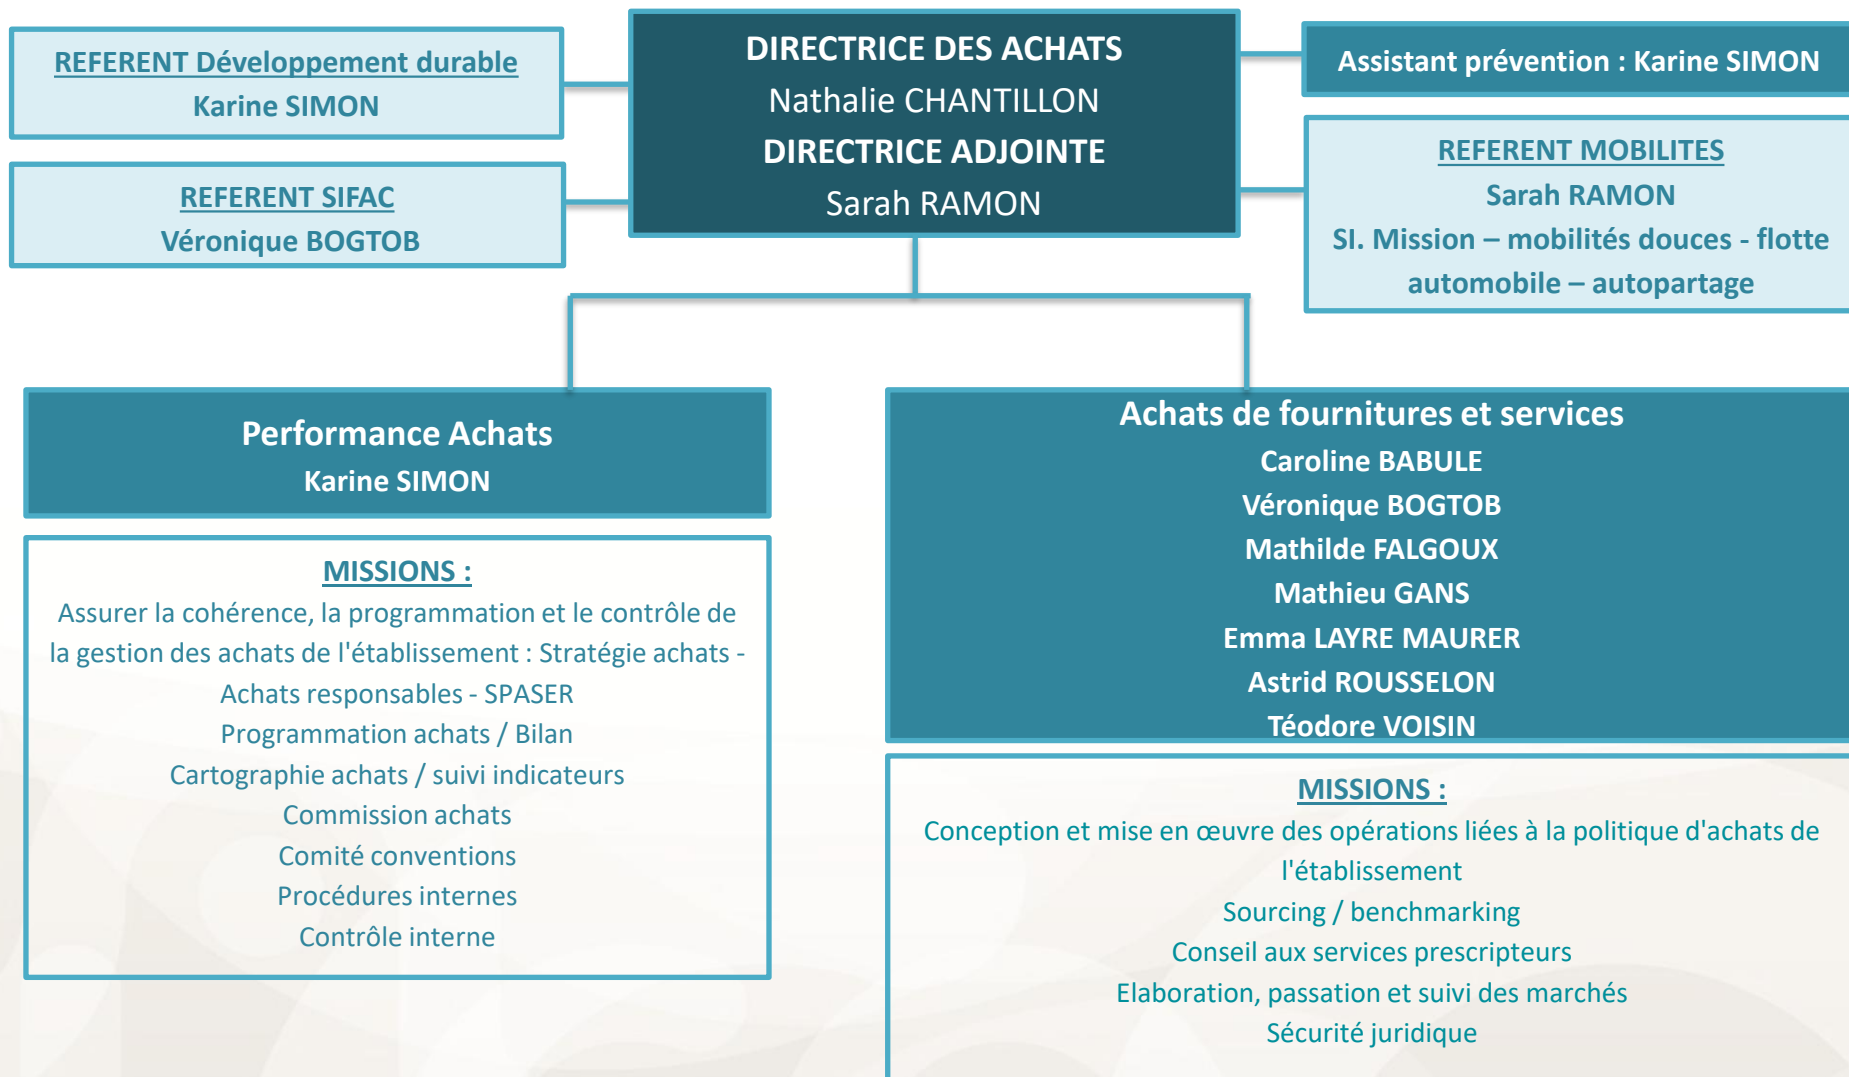 REFERENT Développement durable
Karine SIMON
REFERENT SIFAC
Véronique BOGTOB
DIRECTRICE DES ACHATS
Nathalie CHANTILLON
DIRECTRICE ADJOINTE
Sarah RAMON
Assistant prévention : Karine SIMON
REFERENT MOBILITES
Sarah RAMON
SI. Mission – mobilités douces - flotte
automobile – autopartage
Performance Achats
Karine SIMON
MISSIONS :
Assurer la cohérence, la programmation et le contrôle de
la gestion des achats de l'établissement : Stratégie achats -
Achats responsables - SPASER
Programmation achats / Bilan
Cartographie achats / suivi indicateurs
Commission achats
Comité conventions
Procédures internes
Contrôle interne
Achats de fournitures et services
Caroline BABULE
Véronique BOGTOB
Mathilde FALGOUX
Mathieu GANS
Emma LAYRE MAURER
Astrid ROUSSELON
Téodore VOISIN
MISSIONS :
Conception et mise en œuvre des opérations liées à la politique d'achats de
l'établissement
Sourcing / benchmarking
Conseil aux services prescripteurs
Elaboration, passation et suivi des marchés
Sécurité juridique